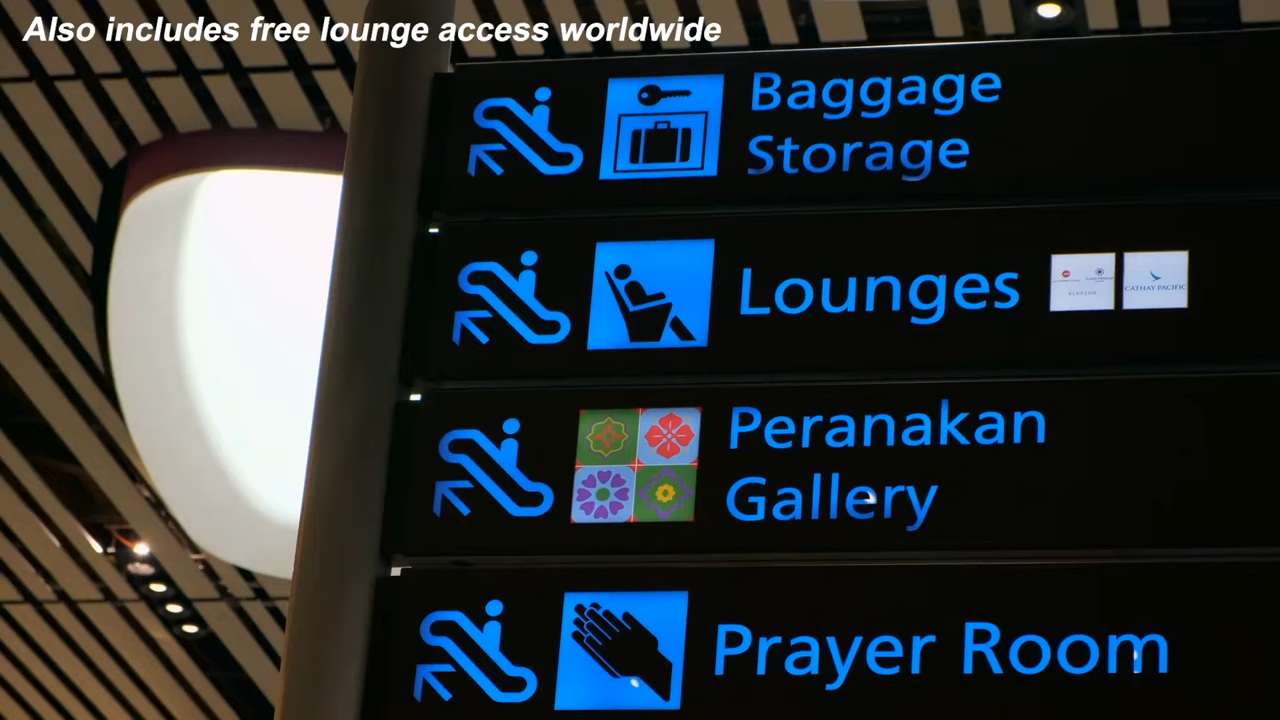 Also includes free lounge access worldwide
Baggage
Storage
Lounges
CATHAY PACIFIC
Peranakan
Gallery
Prayer Room